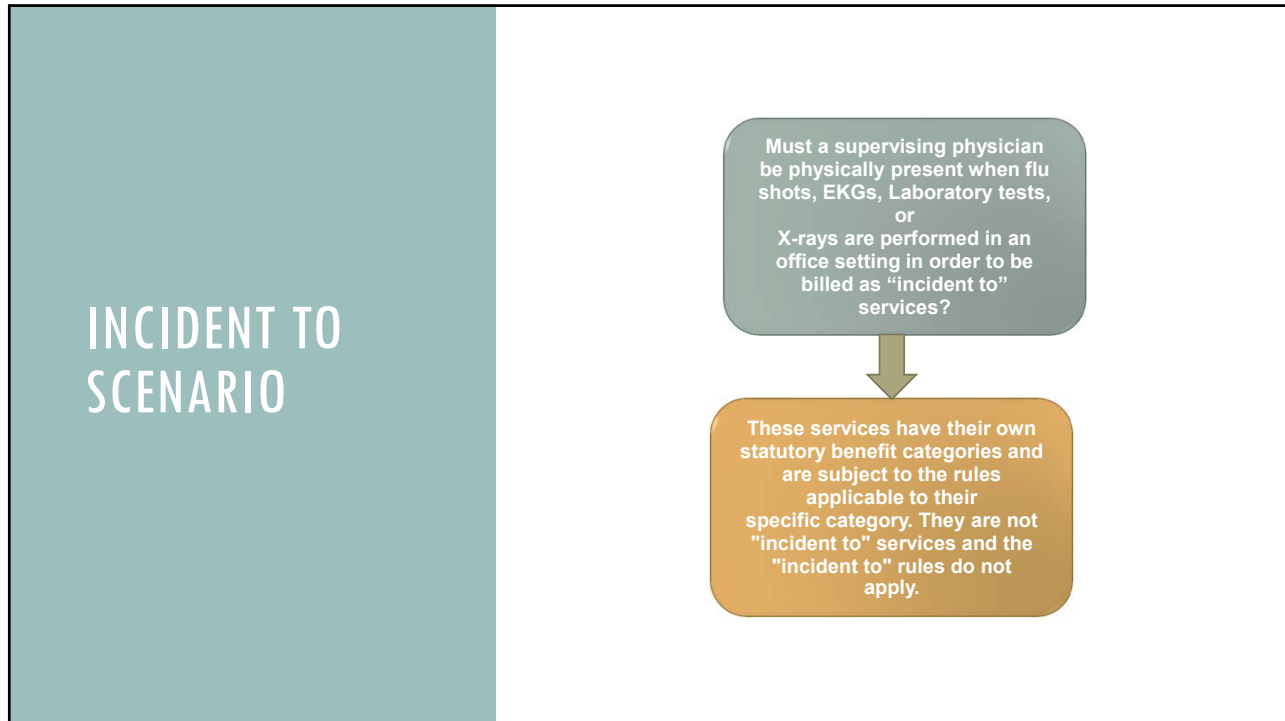 INCIDENT TO
SCENARIO
Must a supervising physician
be physically present when flu
shots, EKGs, Laboratory tests,
or
X-rays are performed in an
office setting in order to be
billed as “incident to”
services?
These services have their own
statutory benefit categories and
are subject to the rules
applicable to their
specific category. They are not
"incident to" services and the
"incident to" rules do not
apply.